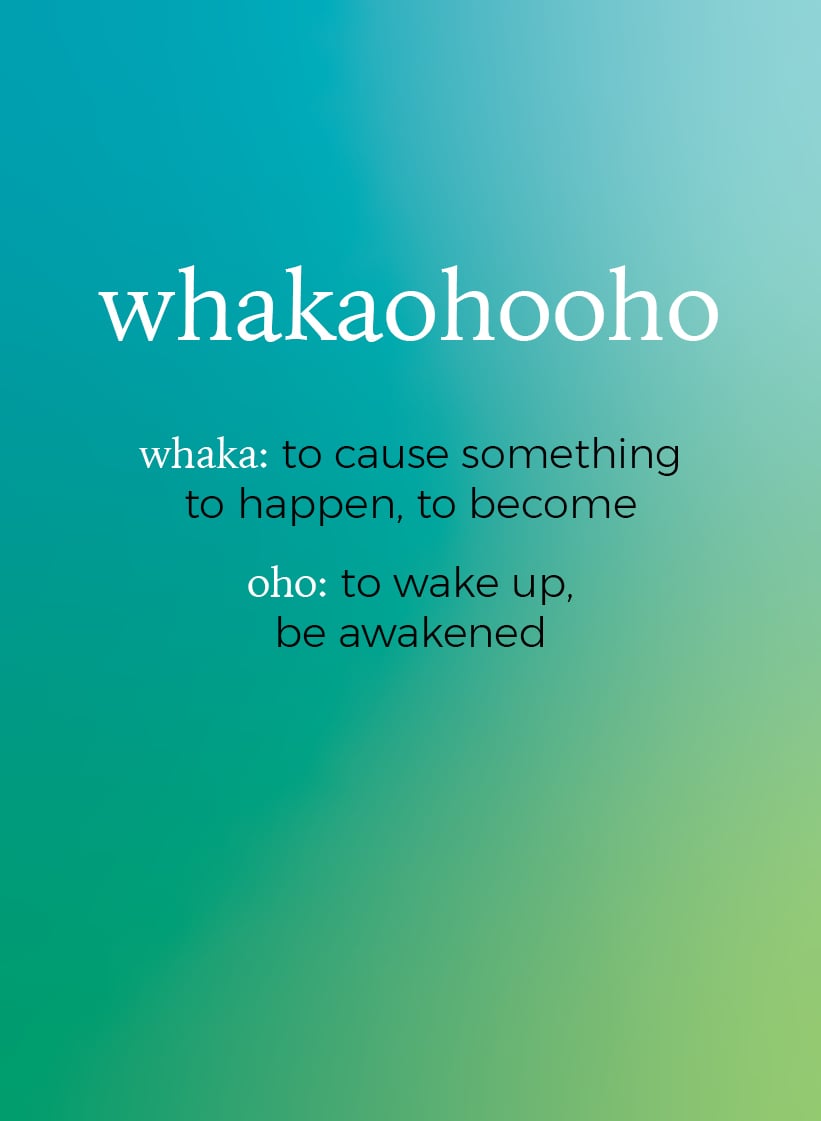 whakaohooho
whaka: to cause something
to happen, to become
oho: to wake up,
be awakened